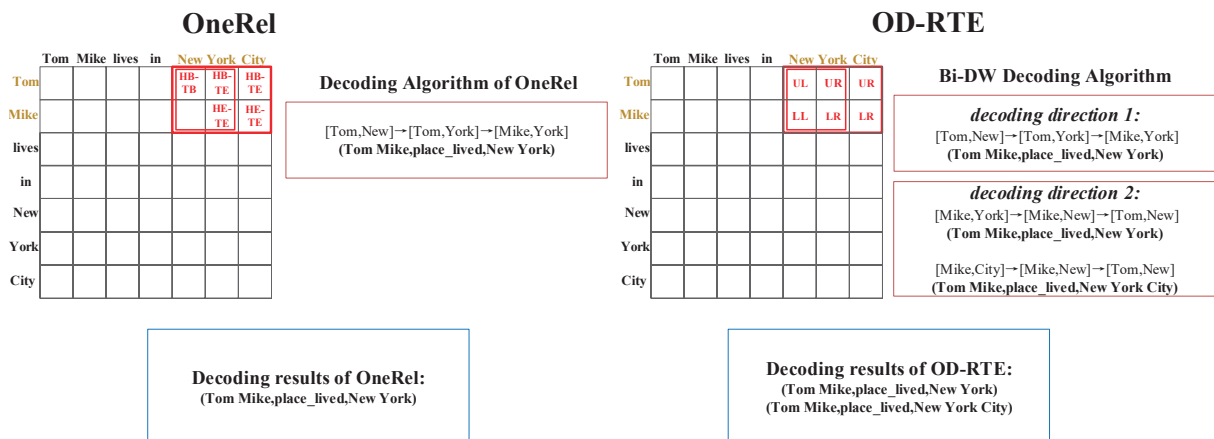 OneRel
Tom Mike lives in New York City
Tom HB-TB HB-TE HB-TE
Mike HE-TE HE-TE
lives
in
New
York
City
Decoding Algorithm of OneRel
[Tom,New]→[Tom,York]→[Mike,York]
(Tom Mike,place_lived,New York)
Decoding results of OneRel:
(Tom Mike,place_lived,New York)
OD-RTE
Tom Mike lives in New York City
Tom UL UR UR
Mike LL LR LR
lives
in
New
York
City
Bi-DW Decoding Algorithm
decoding direction 1:
[Tom,New]→[Tom,York]→[Mike,York]
(Tom Mike,place_lived,New York)
decoding direction 2:
[Mike,York]→[Mike,New]→[Tom,New]
(Tom Mike,place_lived,New York)
[Mike,City]→[Mike,New]→[Tom,New]
(Tom Mike,place_lived,New York City)
Decoding results of OD-RTE:
(Tom Mike,place_lived,New York)
(Tom Mike,place_lived,New York City)